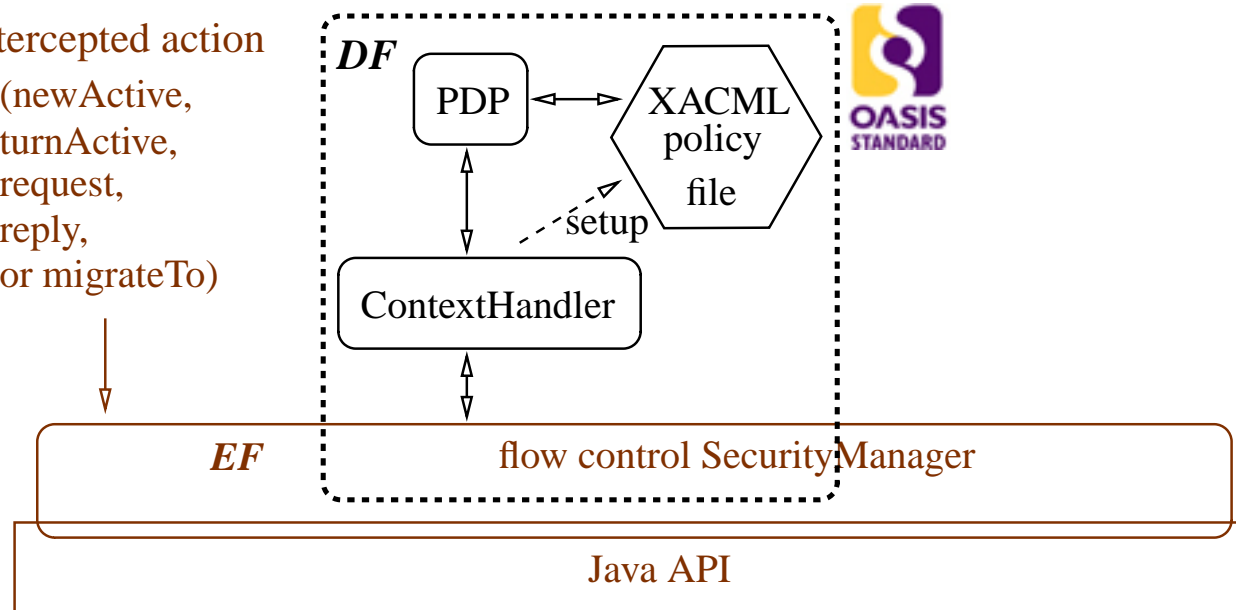 tercepted action
(newActive,
turnActive,
request,
reply,
or migrateTo)
DF
PDP
XACML
policy
file
OASIS
STANDARD
setup
ContextHandler
EF
flow control SecurityManager
Java API